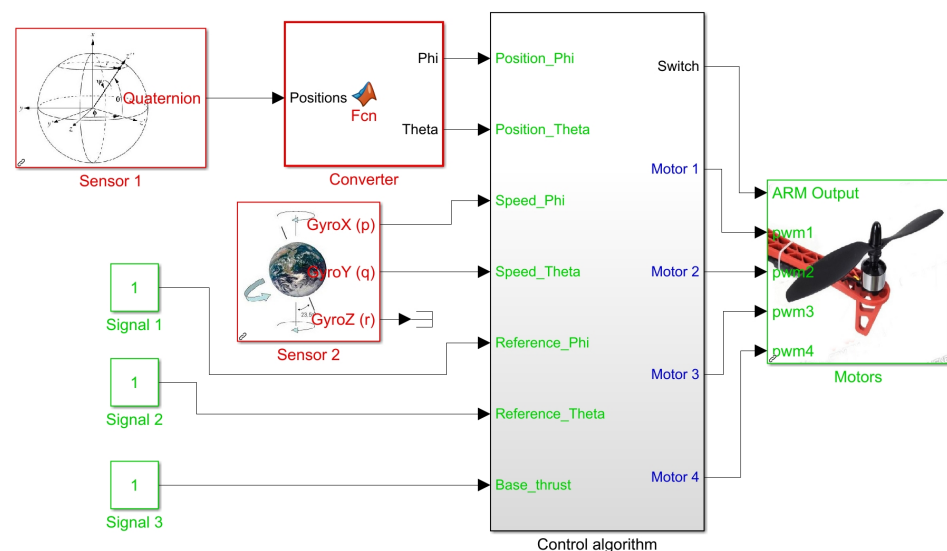 Quaternion
Sensor 1
Positions
Fcn
Phi
Theta
Converter
GyroX (p)
GyroY (q)
GyroZ (r)
Sensor 2
1
Signal 1
1
Signal 2
1
Signal 3
Position_Phi
Position_Theta
Speed_Phi
Speed_Theta
Reference_Phi
Reference_Theta
Base_thrust
Switch
Motor 1
Motor 2
Motor 3
Motor 4
Control algorithm
ARM Output
pwm1
pwm2
pwm3
pwm4
Motors